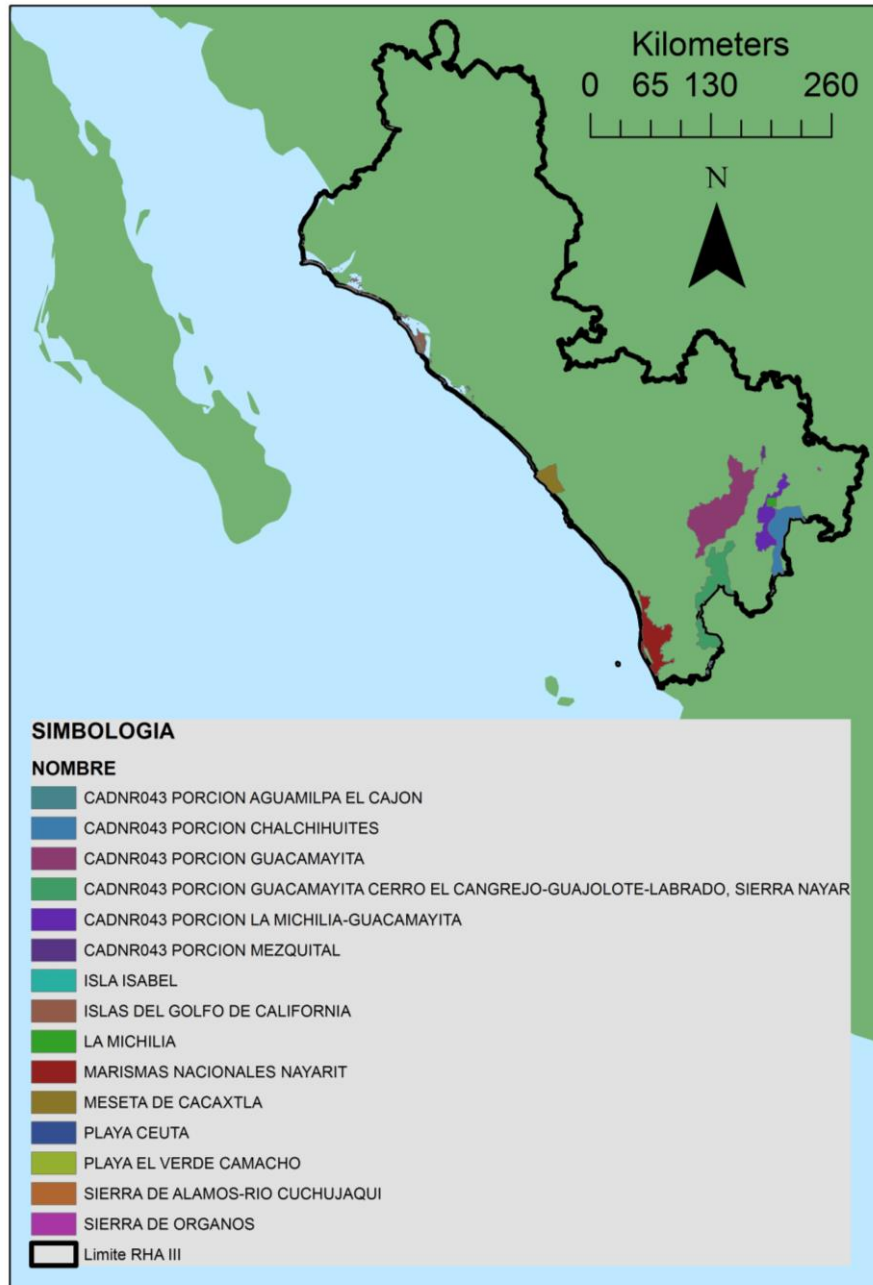 Kilometers
0 65 130 260
N
SIMBOLOGIA
NOMBRE
CADNR043 PORCION AGUAMILPA EL CAJON
CADNR043 PORCION CHALCHIHUITES
CADNR043 PORCION GUACAMAYITA
CADNR043 PORCION GUACAMAYITA CERRO EL CANGREJO-GUAJOLOTE-LABRADO, SIERRA NAYAR
CADNR043 PORCION LA MICHILIA-GUACAMAYITA
CADNR043 PORCION MEZQUITAL
ISLA ISABEL
ISLAS DEL GOLFO DE CALIFORNIA
LA MICHILIA
MARISMAS NACIONALES NAYARIT
MESETA DE CACAXTLA
PLAYA CEUTA
PLAYA EL VERDE CAMACHO
SIERRA DE ALAMOS-RIO CUCHUJAQUI
SIERRA DE ORGANOS
Limite RHA III